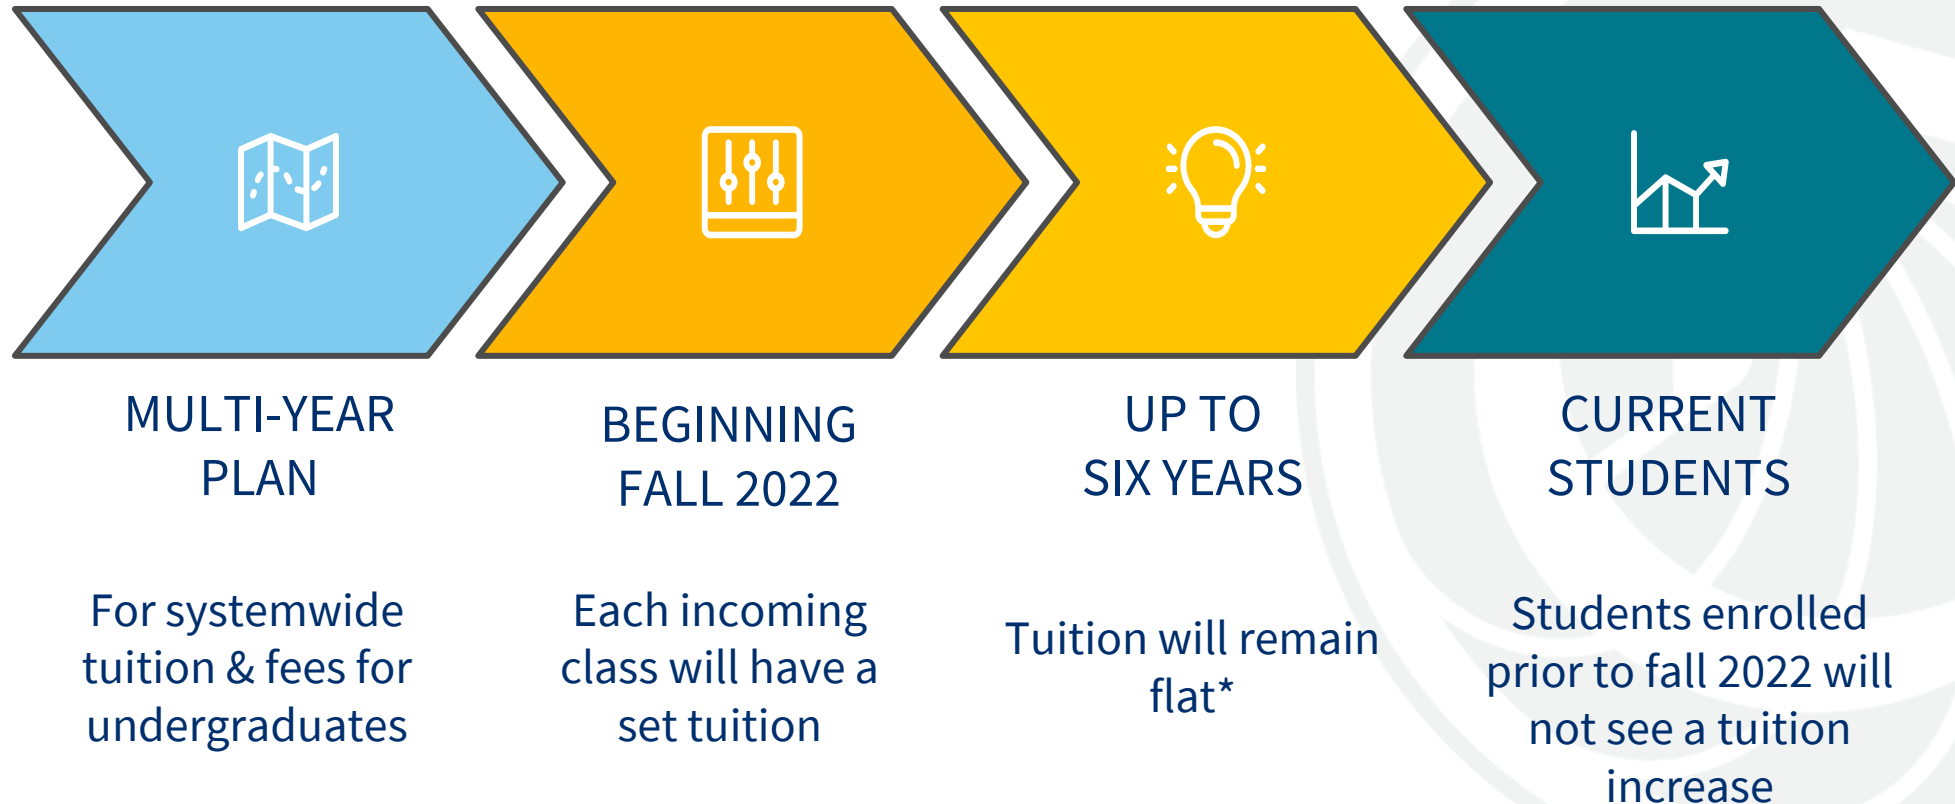 MULTI-YEAR
PLAN
For systemwide
tuition & fees for
undergraduates
BEGINNING
FALL 2022
Each incoming
class will have a
set tuition
UP TO
SIX YEARS
Tuition will remain
flat*
CURRENT
STUDENTS
Students enrolled
prior to fall 2022 will
not see a tuition
increase